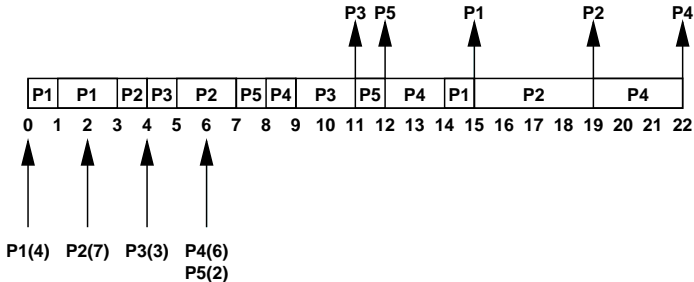 P3 P5 P1 P2 P4
P1 P1 P2 P3 P2 P5 P4 P3 P5 P4 P1 P2 P4
0 1 2 3 4 5 6 7 8 9 10 11 12 13 14 15 16 17 18 19 20 21 22
P1(4) P2(7) P3(3) P4(6)
P5(2)